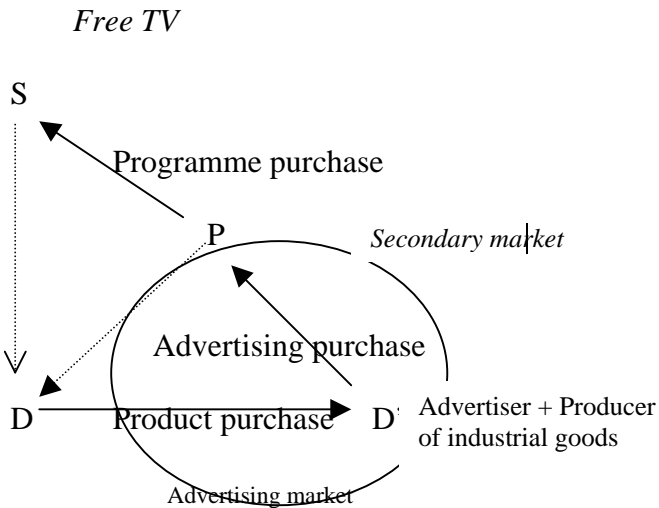 Free TV
S
Programme purchase
P
Secondary market
Advertising purchase
D
Product purchase
D'
Advertiser + Producer
of industrial goods
Advertising market